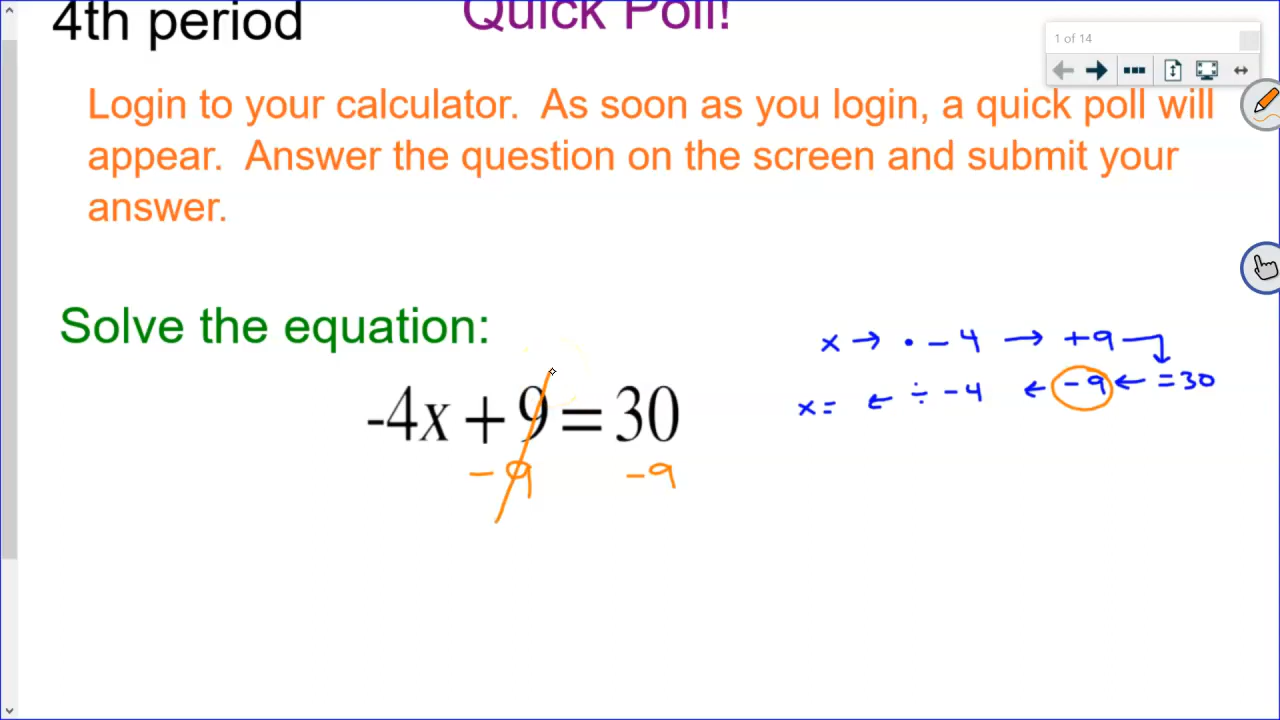 4th period
Quick Poll!
1 of 14
Login to your calculator. As soon as you login, a quick poll will
appear. Answer the question on the screen and submit your
answer.
Solve the equation:
-4x + 9 = 30
-9 -9
x → • -4 → +9
x = ← ÷ -4 ← -9 ← = 30